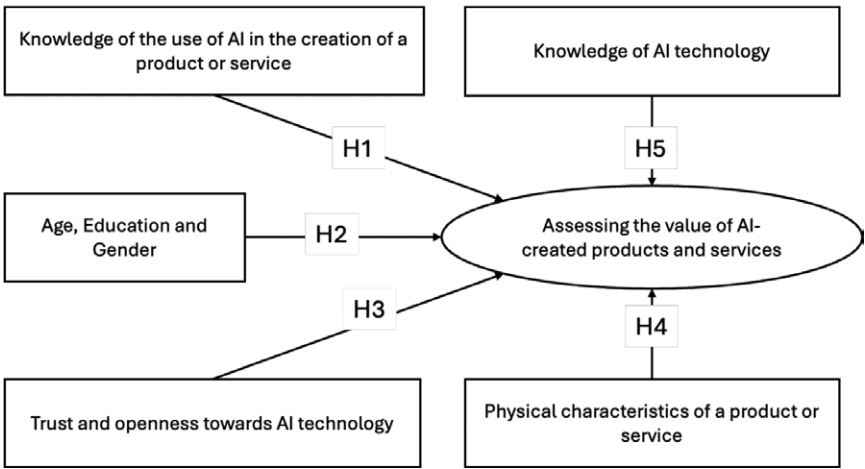 Knowledge of the use of AI in the creation of a
product or service
Knowledge of AI technology
H1
H5
Age, Education and
Gender
H2
Assessing the value of AI-
created products and services
H3
H4
Trust and openness towards AI technology
Physical characteristics of a product or
service